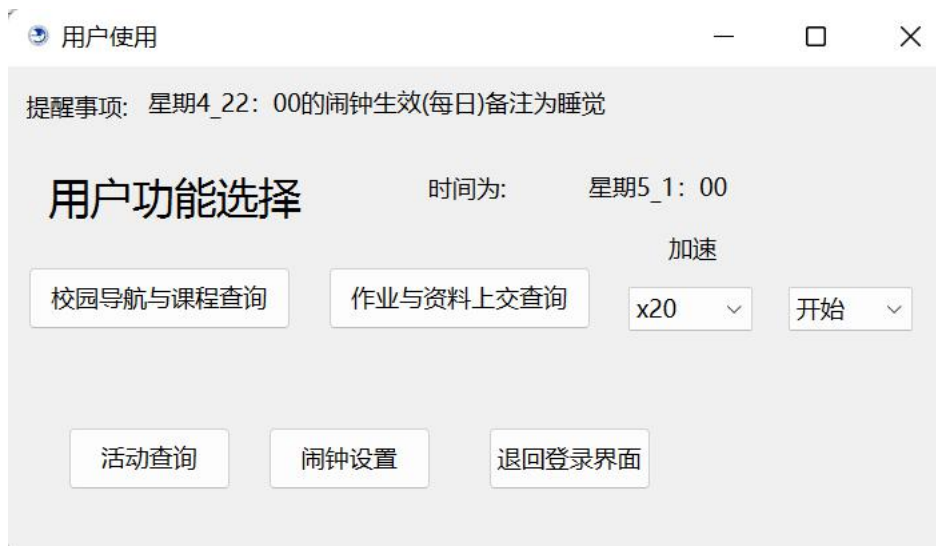 用户使用
提醒事项: 星期4_22：00的闹钟生效(每日)备注为睡觉
用户功能选择 时间为: 星期5_1：00
加速
校园导航与课程查询 作业与资料上交查询 x20 开始
活动查询 闹钟设置 退回登录界面